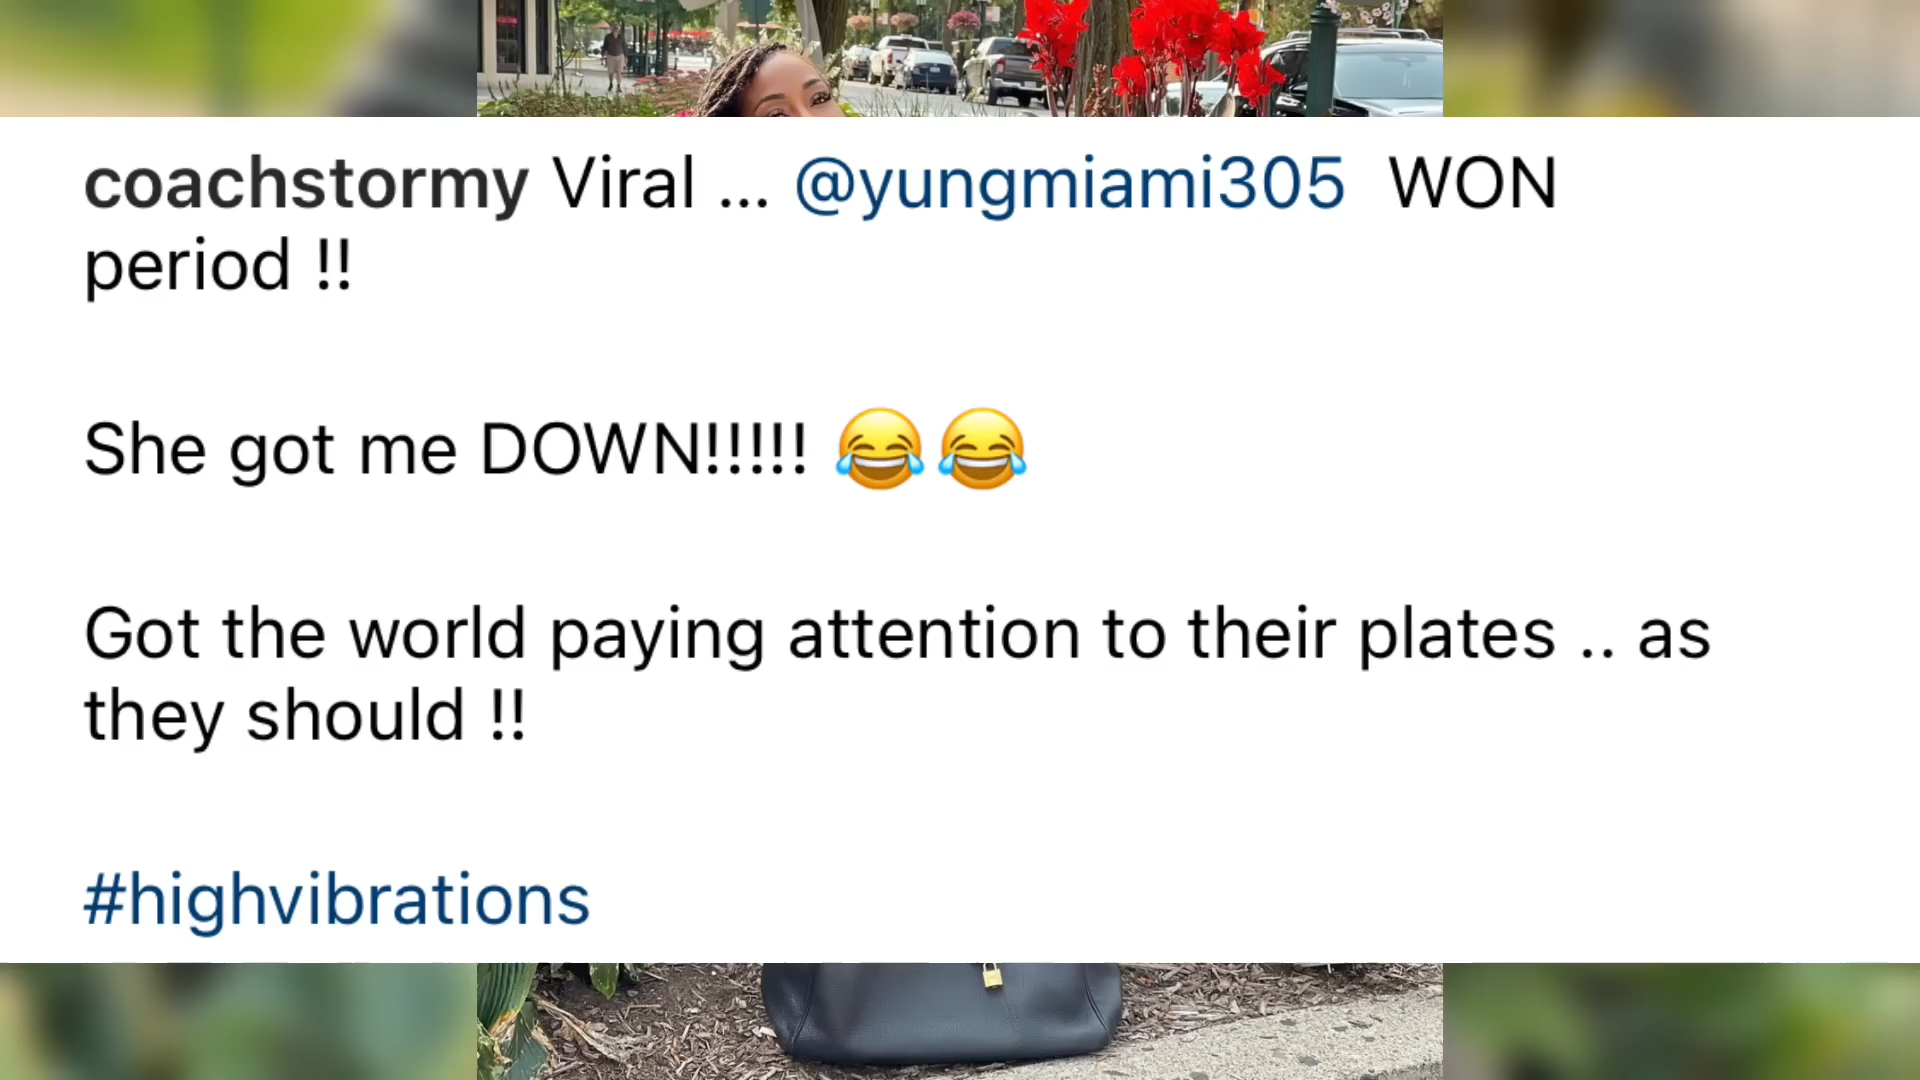 coachstormy Viral ... @yungmiami305 WON
period !!
She got me DOWN!!!!! 😂😂
Got the world paying attention to their plates .. as
they should !!
#highvibrations